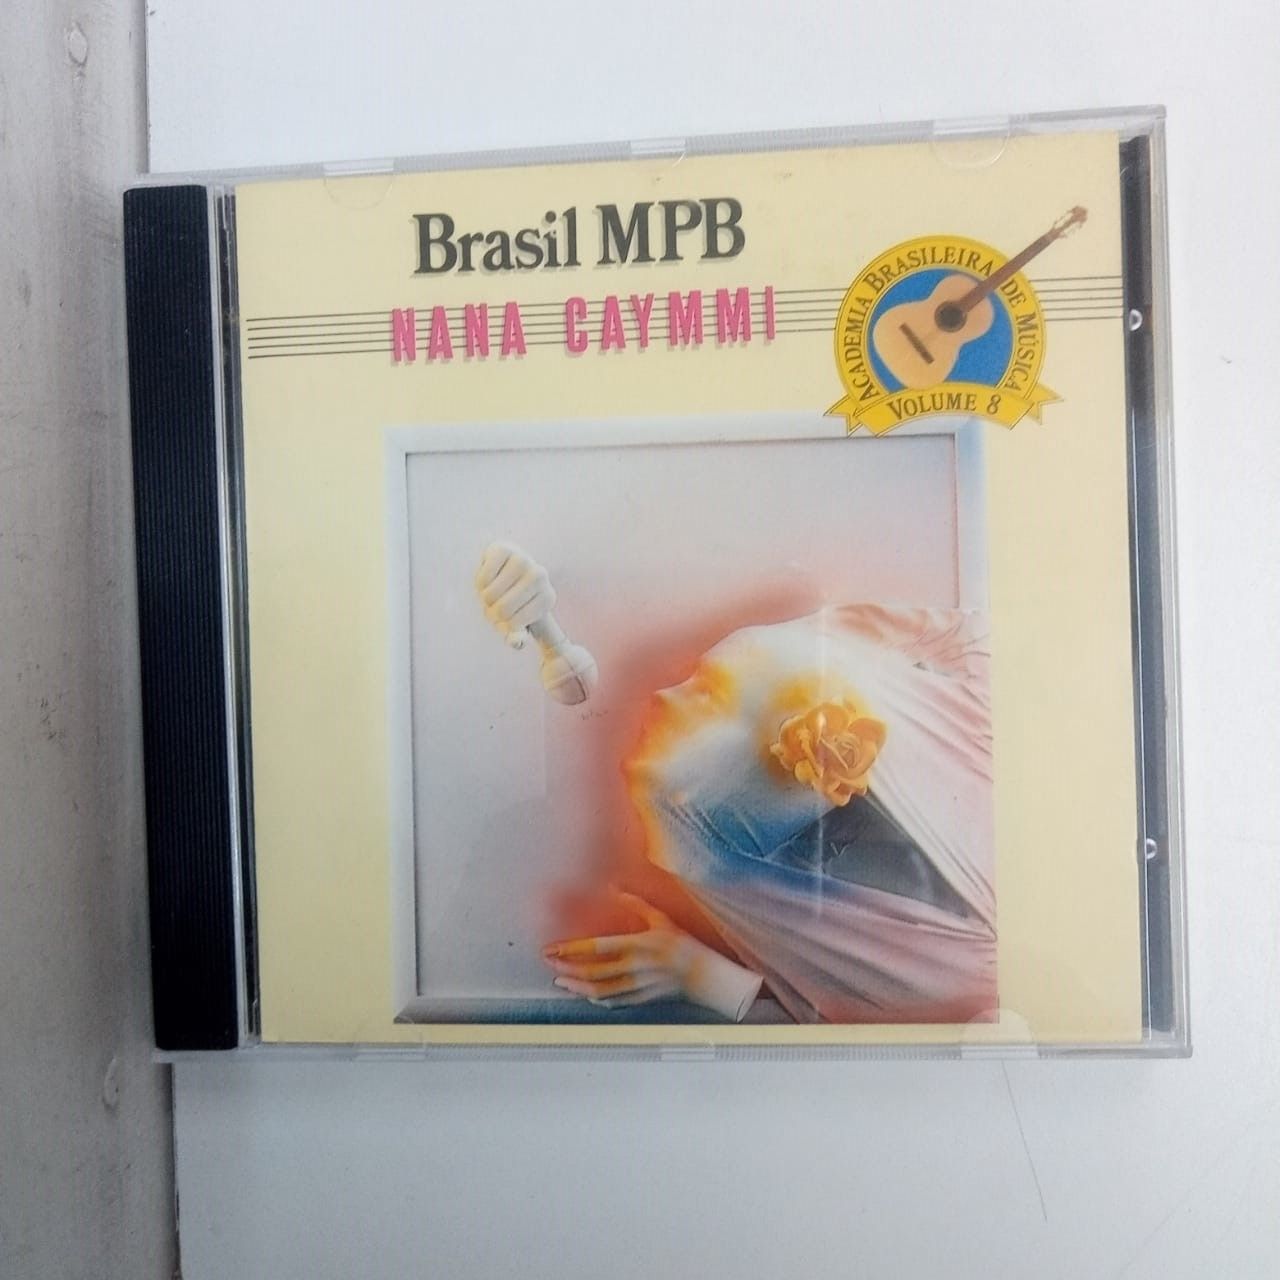 Brasil MPB
NANA CAYMMI
ACADEMIA BRASILEIRA DE MÚSICA
VOLUME 8